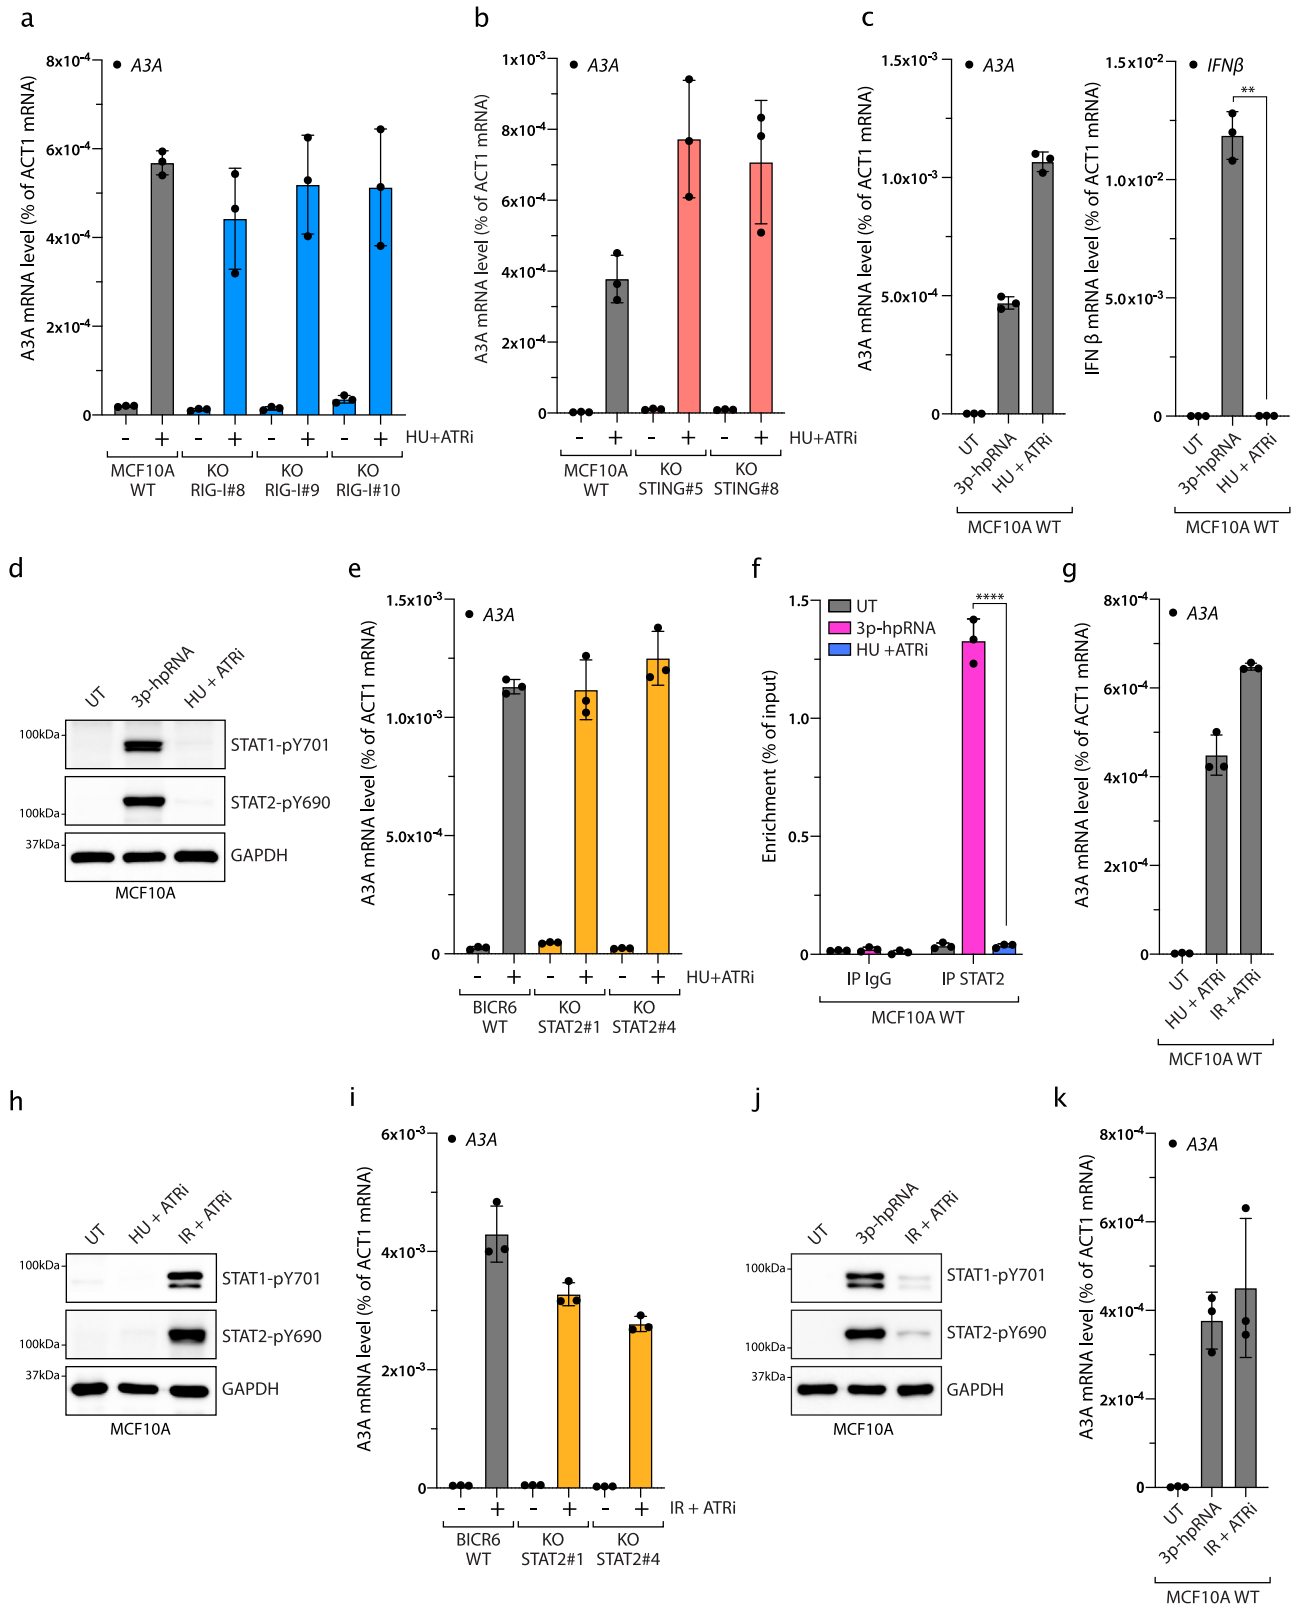 a
A3A mRNA level (% of ACT1 mRNA)
8x10-4
6x10-4
4x10-4
2x10-4
0
A3A
- + - + - + - + HU+ATRi
MCF10A WT
KO RIG-I#8
KO RIG-I#9
KO RIG-I#10
b
A3A mRNA level (% of ACT1 mRNA)
1x10-3
8x10-4
6x10-4
4x10-4
2x10-4
0
A3A
- + - + - + HU+ATRi
MCF10A WT
KO STING#5
KO STING#8
c
A3A mRNA level (% of ACT1 mRNA)
1.5x10-3
1.0x10-3
5.0x10-4
0
A3A
UT
3p-hpRNA
HU + ATRi
MCF10A WT
IFN β mRNA level (% of ACT1 mRNA)
1.5x10-2
1.0x10-2
5.0x10-3
0
IFNβ
**
UT
3p-hpRNA
HU + ATRi
MCF10A WT
d
UT
3p-hpRNA
HU + ATRi
100kDa
STAT1-pY701
STAT2-pY690
100kDa
37kDa
GAPDH
MCF10A
e
A3A mRNA level (% of ACT1 mRNA)
1.5x10-3
1.0x10-3
5.0x10-4
0
A3A
- + - + - + HU+ATRi
BICR6 WT
KO STAT2#1
KO STAT2#4
f
Enrichment (% of input)
1.5
1.0
0.5
0
UT
3p-hpRNA
HU +ATRi
****
IP IgG
IP STAT2
MCF10A WT
g
A3A mRNA level (% of ACT1 mRNA)
8x10-4
6x10-4
4x10-4
2x10-4
0
A3A
UT
HU + ATRi
IR +ATRi
MCF10A WT
h
UT
HU + ATRi
IR + ATRi
100kDa
STAT1-pY701
STAT2-pY690
100kDa
37kDa
GAPDH
MCF10A
i
A3A mRNA level (% of ACT1 mRNA)
6x10-3
4x10-3
2x10-3
0
A3A
- + - + - + IR + ATRi
BICR6 WT
KO STAT2#1
KO STAT2#4
j
UT
3p-hpRNA
IR + ATRi
100kDa
STAT1-pY701
STAT2-pY690
100kDa
37kDa
GAPDH
MCF10A
k
A3A mRNA level (% of ACT1 mRNA)
8x10-4
6x10-4
4x10-4
2x10-4
0
A3A
UT
3p-hpRNA
IR + ATRi
MCF10A WT